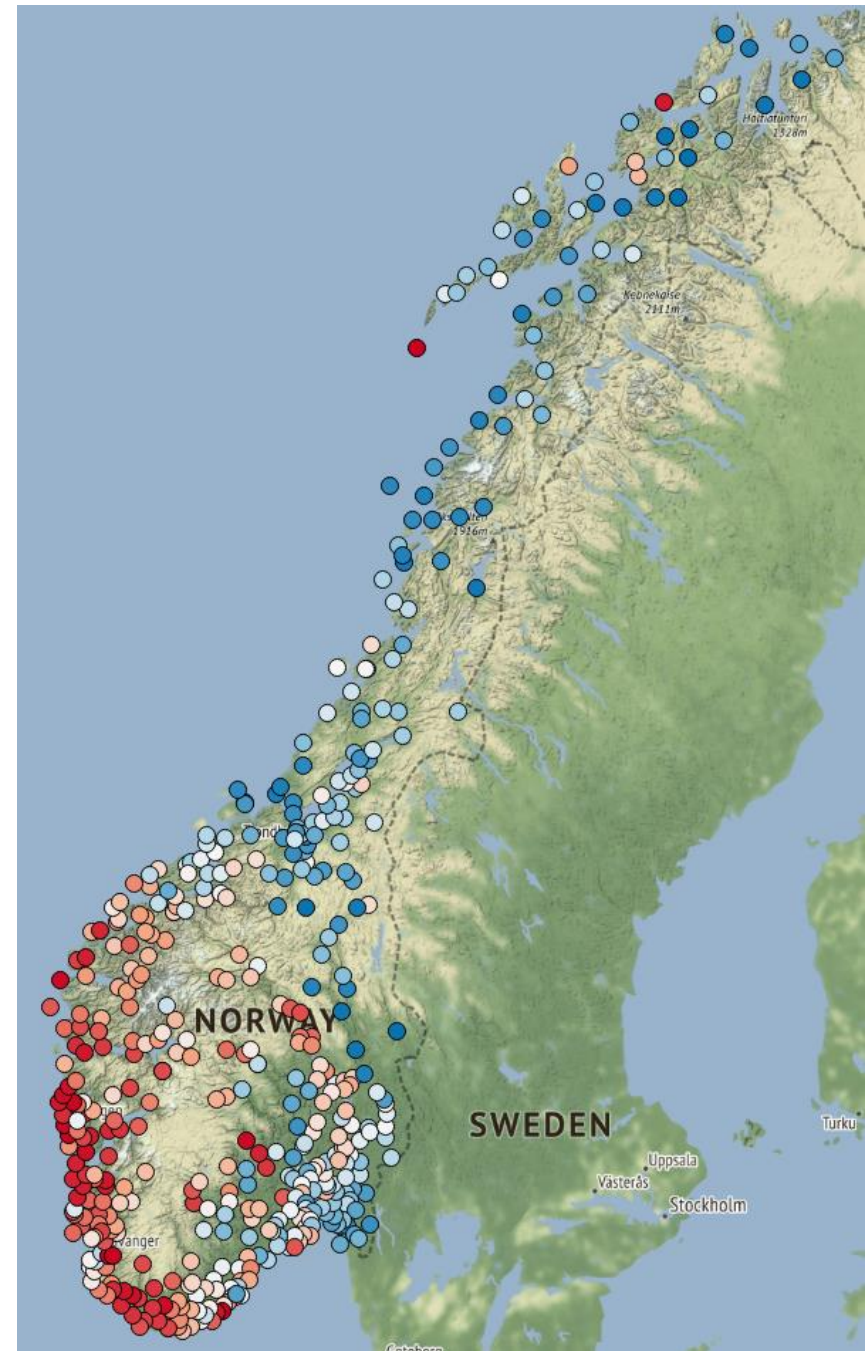 Haltiatunturi
1328m
Kebnekaise
2111m
1916m
NORWAY
SWEDEN
Turku
Uppsala
Västerås
Stockholm